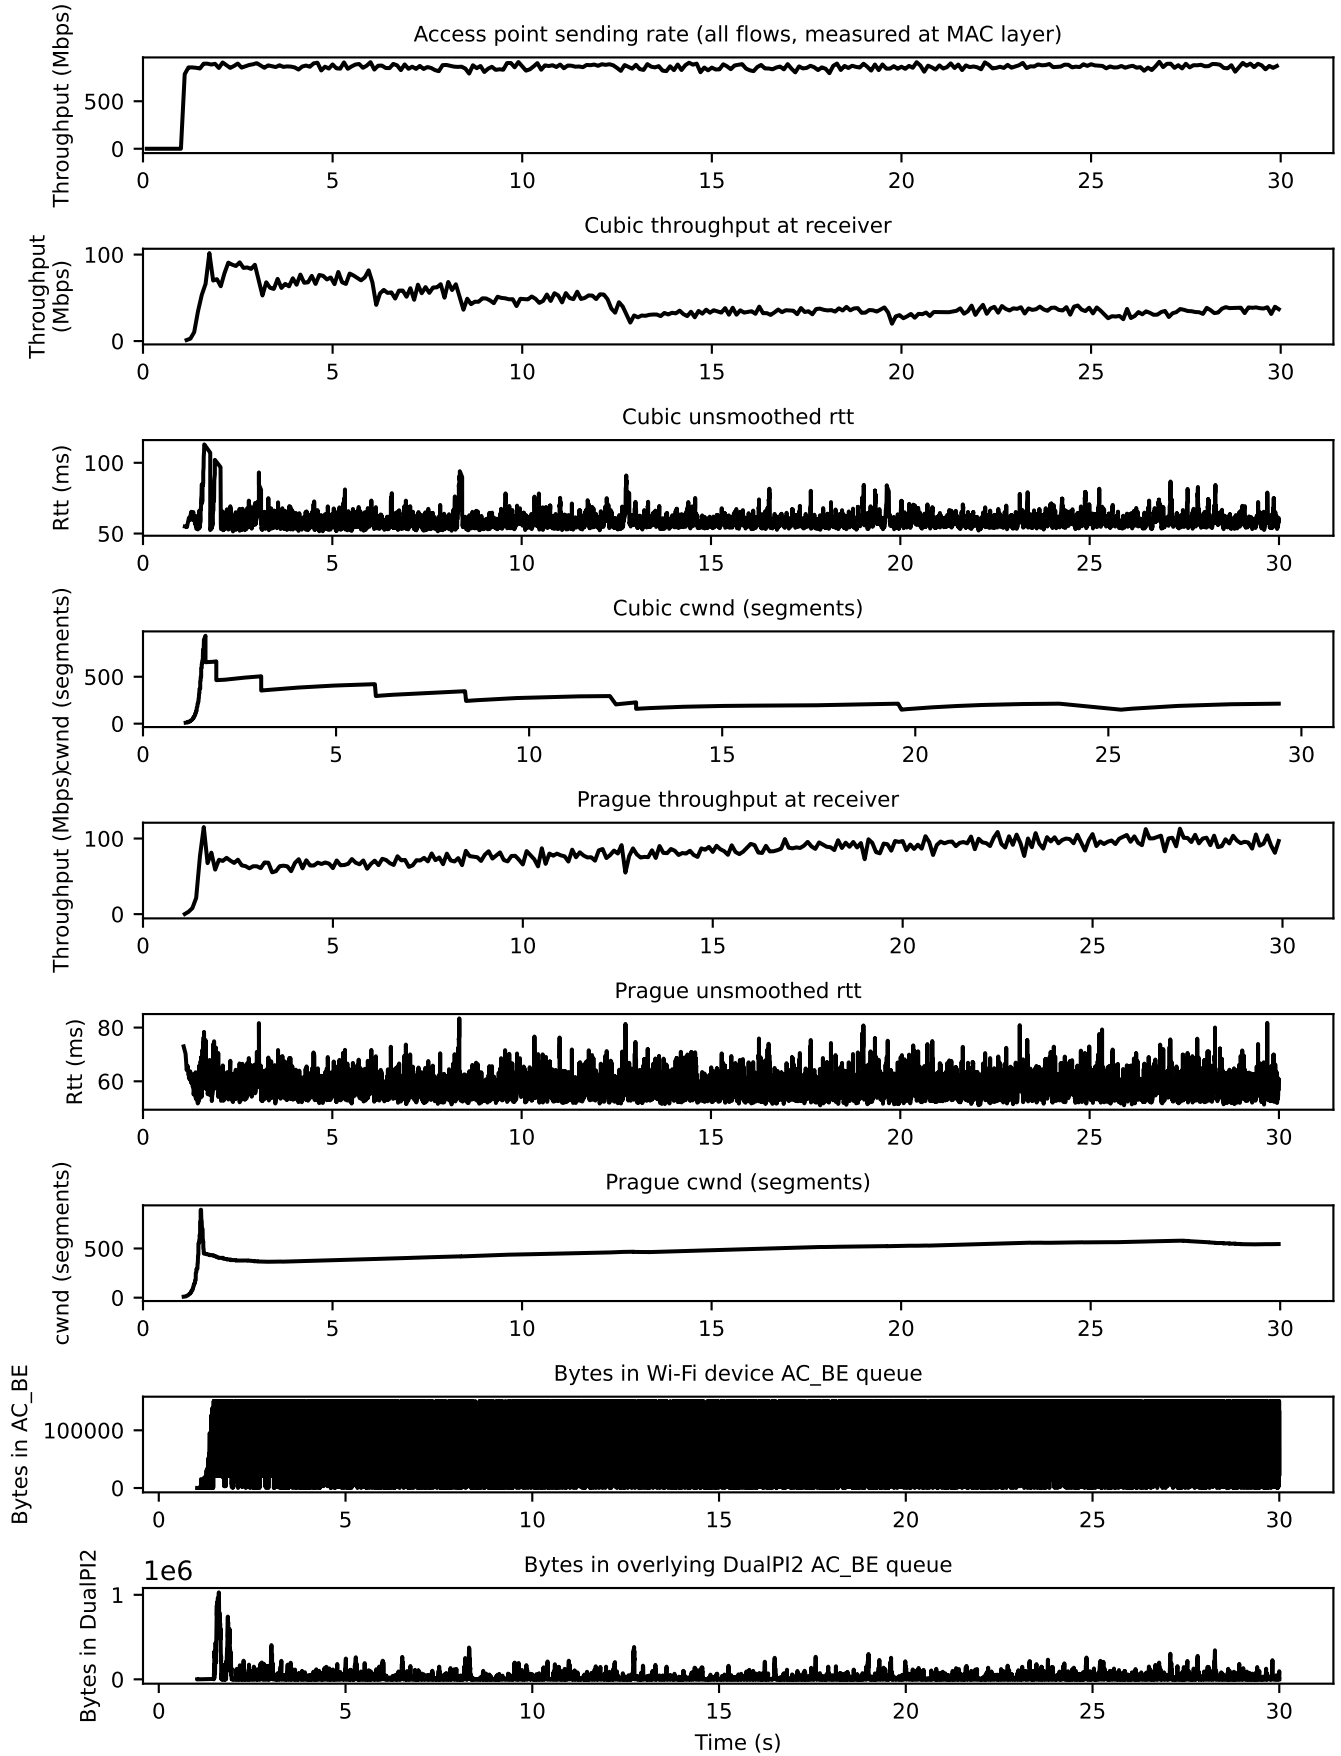 Access point sending rate (all flows, measured at MAC layer)
Throughput (Mbps)
500
0
0 5 10 15 20 25 30
Cubic throughput at receiver
Throughput
(Mbps)
100
0
0 5 10 15 20 25 30
Cubic unsmoothed rtt
Rtt (ms)
100
50
0 5 10 15 20 25 30
Cubic cwnd (segments)
cwnd (segments)
500
0
0 5 10 15 20 25 30
Prague throughput at receiver
Throughput (Mbps)
100
0
0 5 10 15 20 25 30
Prague unsmoothed rtt
Rtt (ms)
80
60
0 5 10 15 20 25 30
Prague cwnd (segments)
cwnd (segments)
500
0
0 5 10 15 20 25 30
Bytes in Wi-Fi device AC_BE queue
Bytes in AC_BE
100000
0
0 5 10 15 20 25 30
Bytes in overlying DualPI2 AC_BE queue
Bytes in DualPI2
1e6
1
0
0 5 10 15 20 25 30
Time (s)